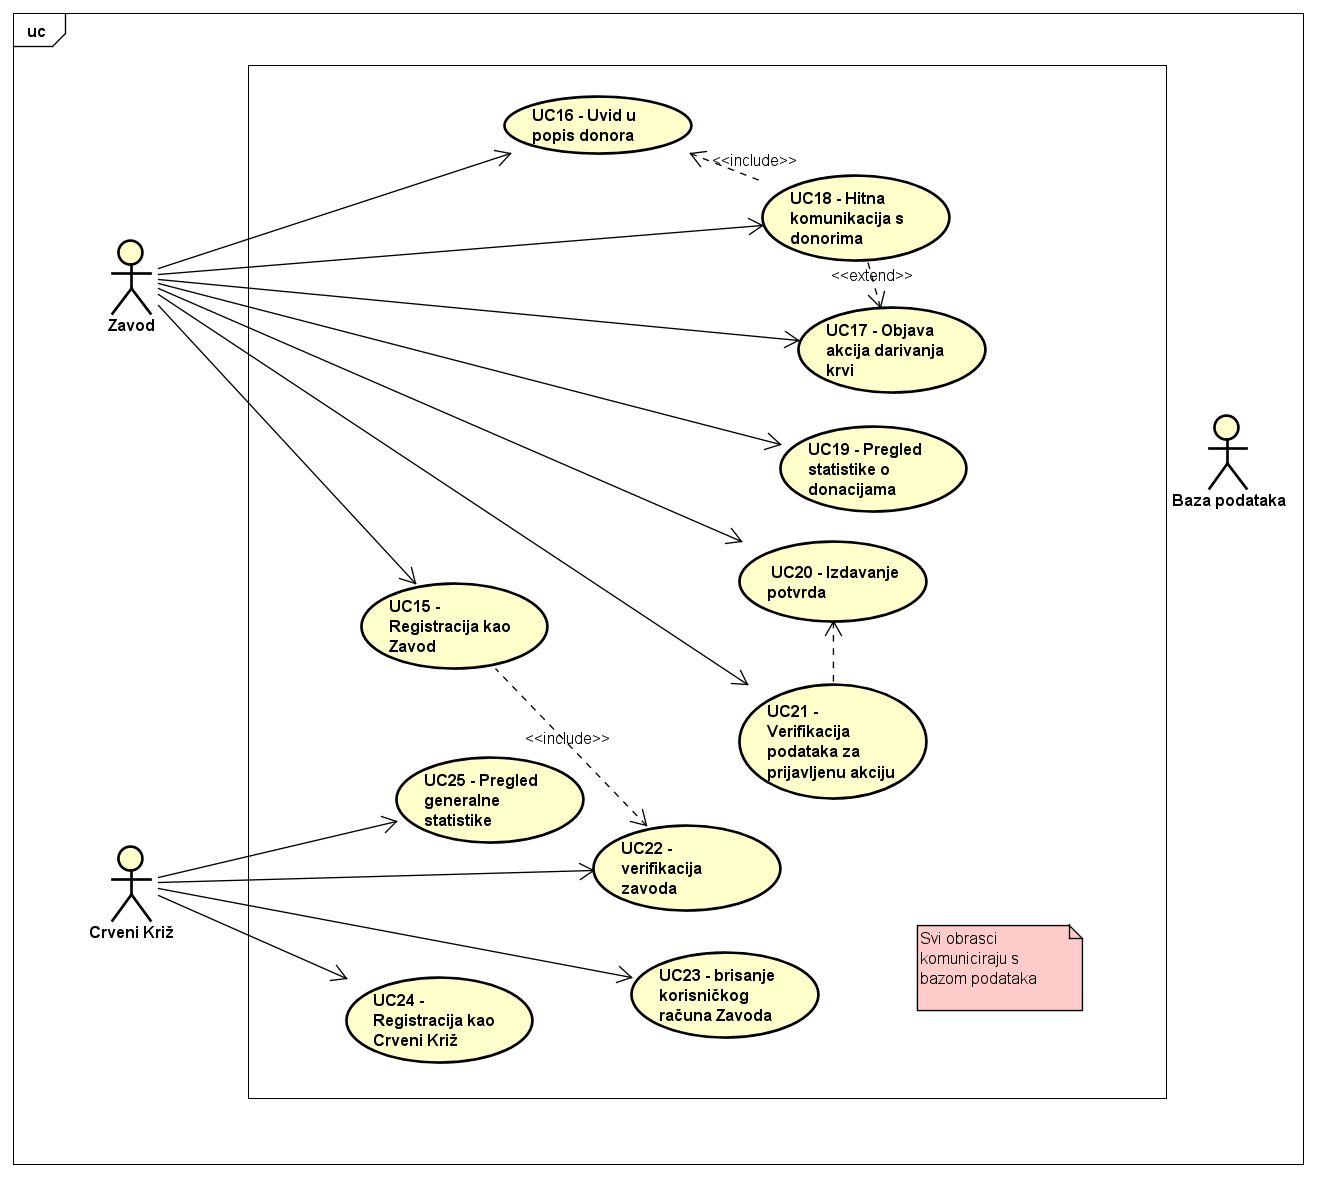 uc
UC16 - Uvid u
popis donora
<<include>>
UC18 - Hitna
komunikacija s
donorima
<<extend>>
Zavod
UC17 - Objava
akcija darivanja
krvi
UC19 - Pregled
statistike o
donacijama
Baza podataka
UC20 - Izdavanje
potvrda
UC15 -
Registracija kao
Zavod
UC21 -
Verifikacija
podataka za
prijavljenu akciju
<<include>>
UC25 - Pregled
generalne
statistike
UC22 -
verifikacija
zavoda
Crveni Križ
Svi obrasci
komuniciraju s
bazom podataka
UC23 - brisanje
korisničkog
računa Zavoda
UC24 -
Registracija kao
Crveni Križ